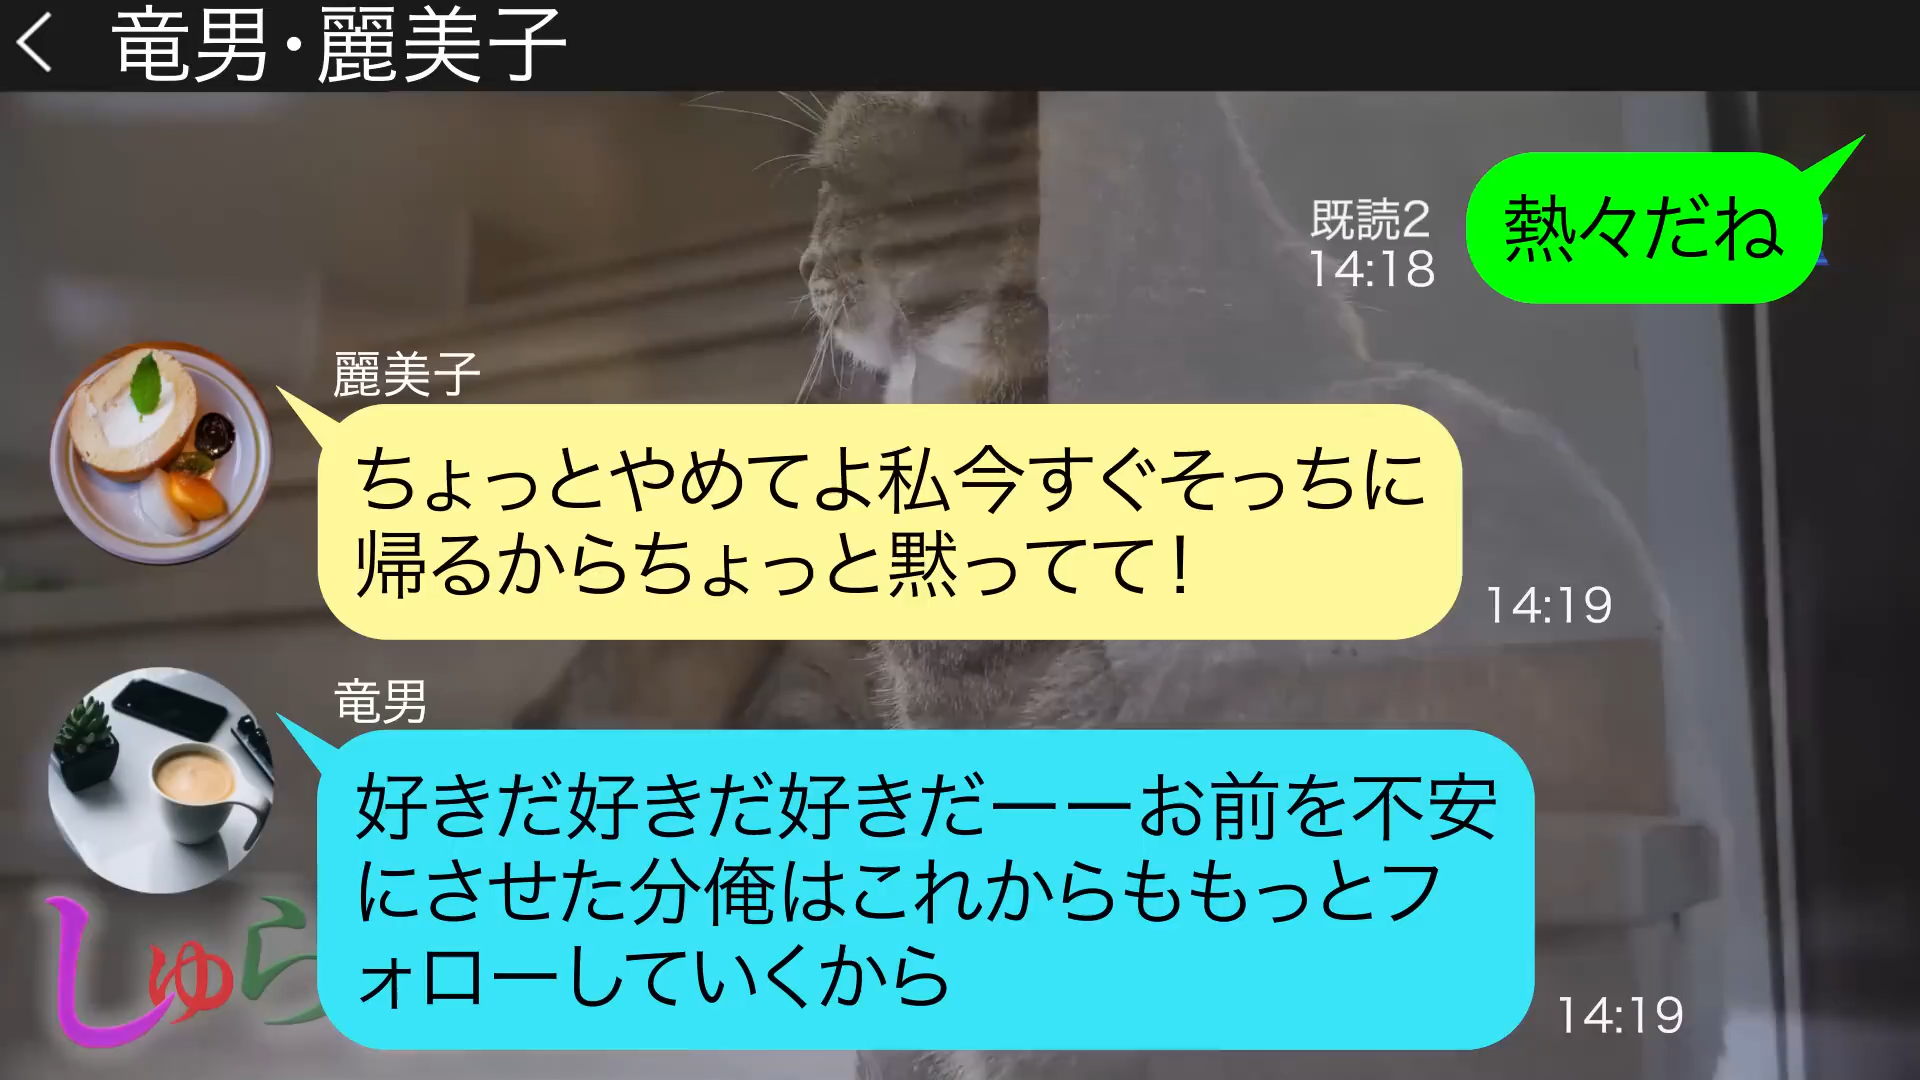 竜男・麗美子
熱々だね
既読2
14:18
麗美子
ちょっとやめてよ私今すぐそっちに
帰るからちょっと黙ってて!
14:19
竜男
好きだ好きだ好きだーーお前を不安
にさせた分俺はこれからももっとフ
ォローしていくから
14:19
しゅら